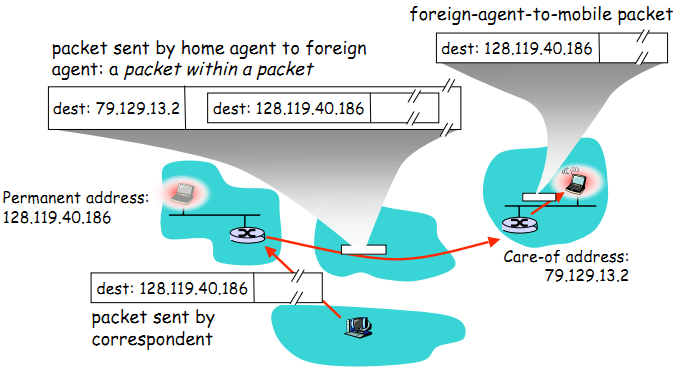 foreign-agent-to-mobile packet
dest: 128.119.40.186
packet sent by home agent to foreign
agent: a packet within a packet
dest: 79.129.13.2
dest: 128.119.40.186
Permanent address:
128.119.40.186
Care-of address:
79.129.13.2
dest: 128.119.40.186
packet sent by
correspondent